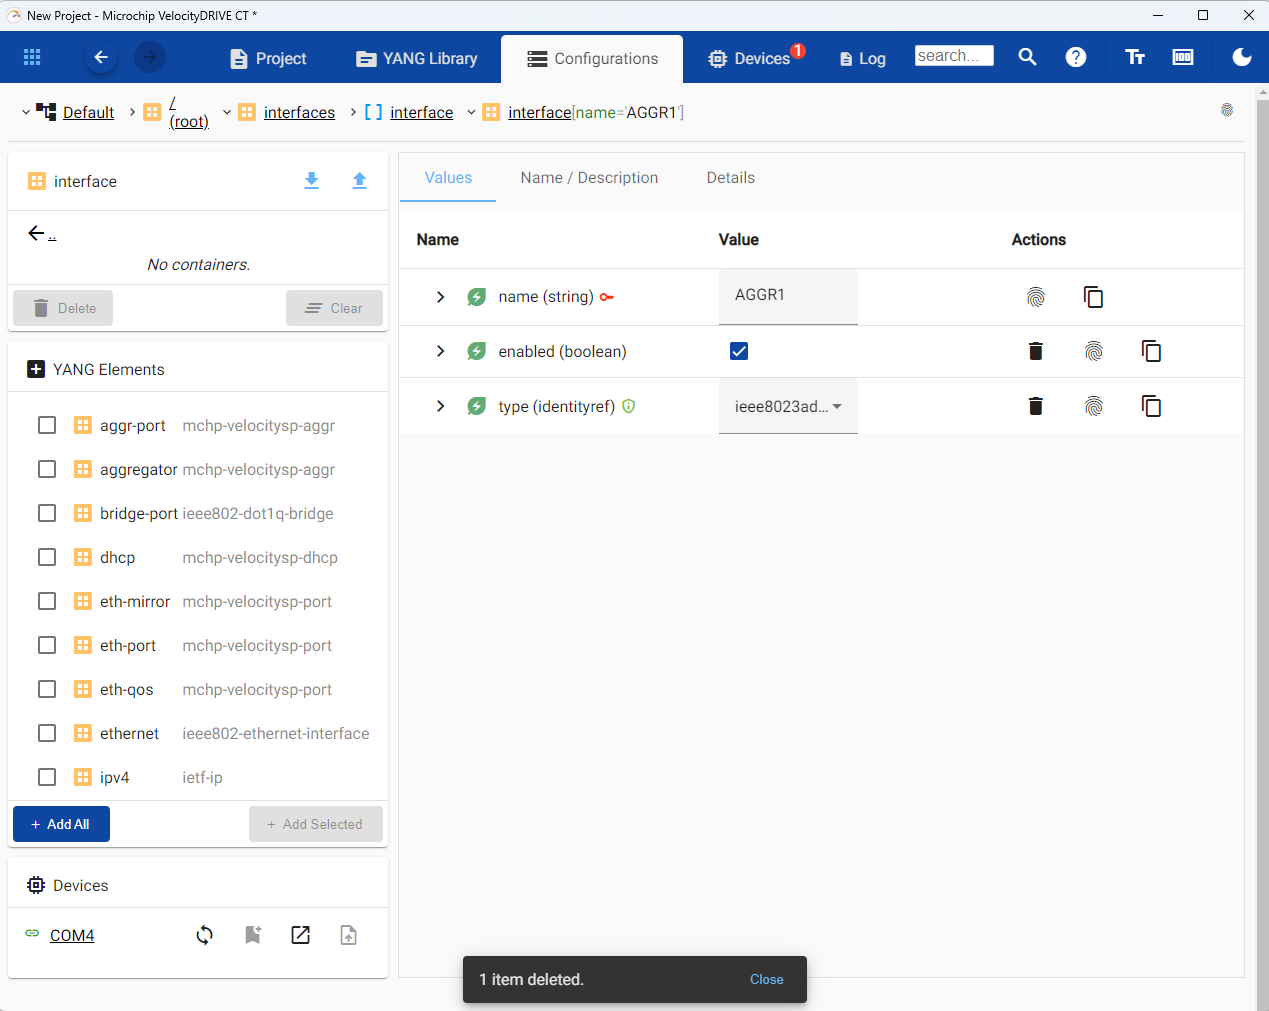 New Project - Microchip VelocityDRIVE CT *
Project
YANG Library
Configurations
Devices 1
Log
search...
Default
/
(root)
interfaces
interface
interface[name='AGGR1']
interface
..
No containers.
Delete
Clear
YANG Elements
aggr-port mchp-velocitysp-aggr
aggregator mchp-velocitysp-aggr
bridge-port ieee802-dot1q-bridge
dhcp mchp-velocitysp-dhcp
eth-mirror mchp-velocitysp-port
eth-port mchp-velocitysp-port
eth-qos mchp-velocitysp-port
ethernet ieee802-ethernet-interface
ipv4 ietf-ip
+ Add All
+ Add Selected
Devices
COM4
Values
Name / Description
Details
Name Value Actions
name (string) AGGR1
enabled (boolean)
type (identityref) ieee8023ad...
1 item deleted. Close